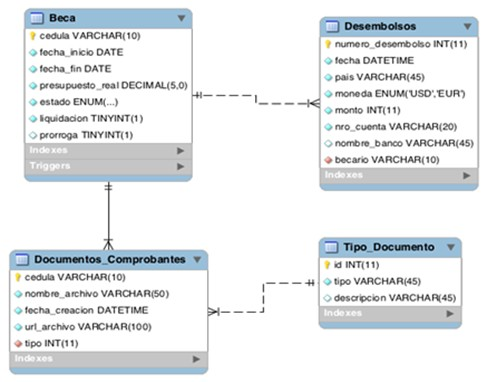 Beca
cedula VARCHAR(10)
fecha_inicio DATE
fecha_fin DATE
presupuesto_real DECIMAL(5,0)
estado ENUM(...)
liquidacion TINYINT(1)
prorroga TINYINT(1)
Indexes
Triggers
Desembolsos
numero_desembolso INT(11)
fecha DATETIME
pais VARCHAR(45)
moneda ENUM('USD','EUR')
monto INT(11)
nro_cuenta VARCHAR(20)
nombre_banco VARCHAR(45)
becario VARCHAR(10)
Indexes
Documentos_Comprobantes
cedula VARCHAR(10)
nombre_archivo VARCHAR(50)
fecha_creacion DATETIME
url_archivo VARCHAR(100)
tipo INT(11)
Indexes
Tipo_Documento
id INT(11)
tipo VARCHAR(45)
descripcion VARCHAR(45)
Indexes